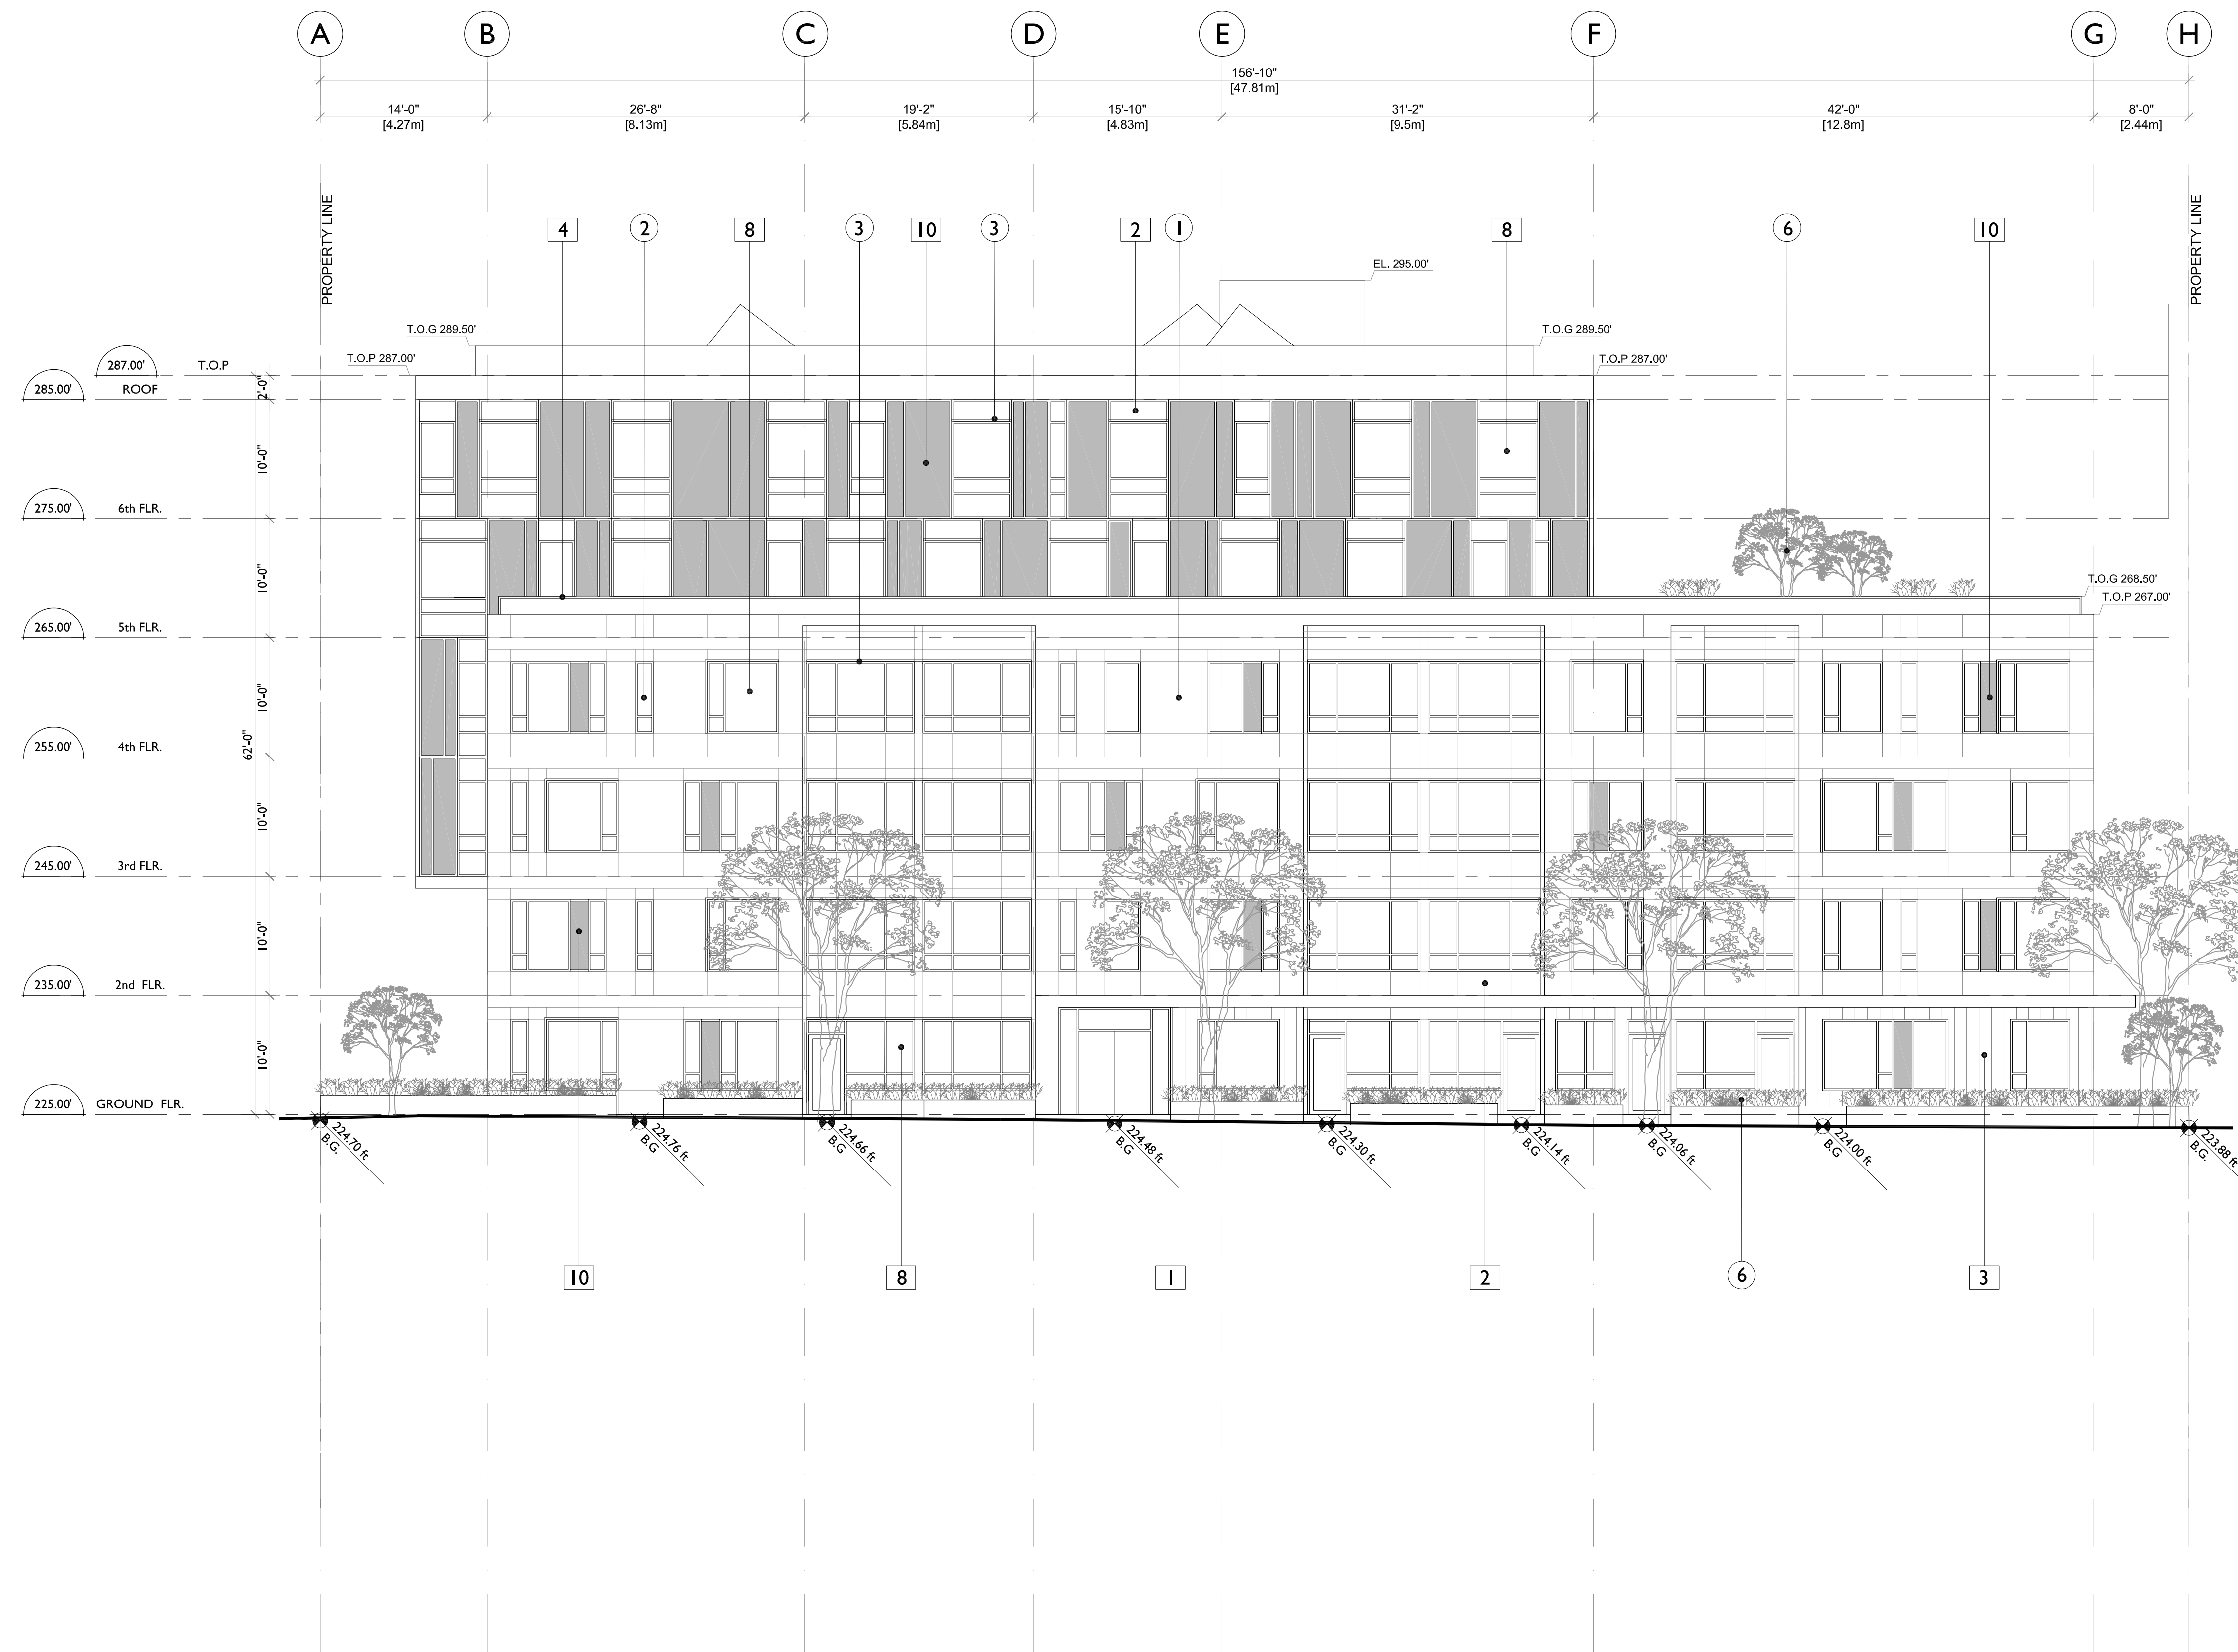 A B C D E F G H
156'-10"
[47.81m]
14'-0" 26'-8" 19'-2" 15'-10" 31'-2" 42'-0" 8'-0"
[4.27m] [8.13m] [5.84m] [4.83m] [9.5m] [12.8m] [2.44m]
PROPERTY LINE
PROPERTY LINE
4 2 8 3 10 3 2 1 8 6 10
EL. 295.00'
T.O.G 289.50'
T.O.G 289.50'
T.O.P 287.00'
T.O.P 287.00'
287.00' T.O.P
285.00' ROOF
2'-0"
10'-0"
275.00' 6th FLR.
10'-0"
T.O.G 268.50'
T.O.P 267.00'
265.00' 5th FLR.
10'-0"
62'-0"
255.00' 4th FLR.
10'-0"
245.00' 3rd FLR.
10'-0"
235.00' 2nd FLR.
10'-0"
225.00' GROUND FLR.
224.70 ft
B.G.
224.76 ft
B.G
224.66 ft
B.G
224.48 ft
B.G
224.30 ft
B.G
224.14 ft
B.G
224.06 ft
B.G
224.00 ft
B.G
223.88 ft
B.G.
10 8 1 2 6 3